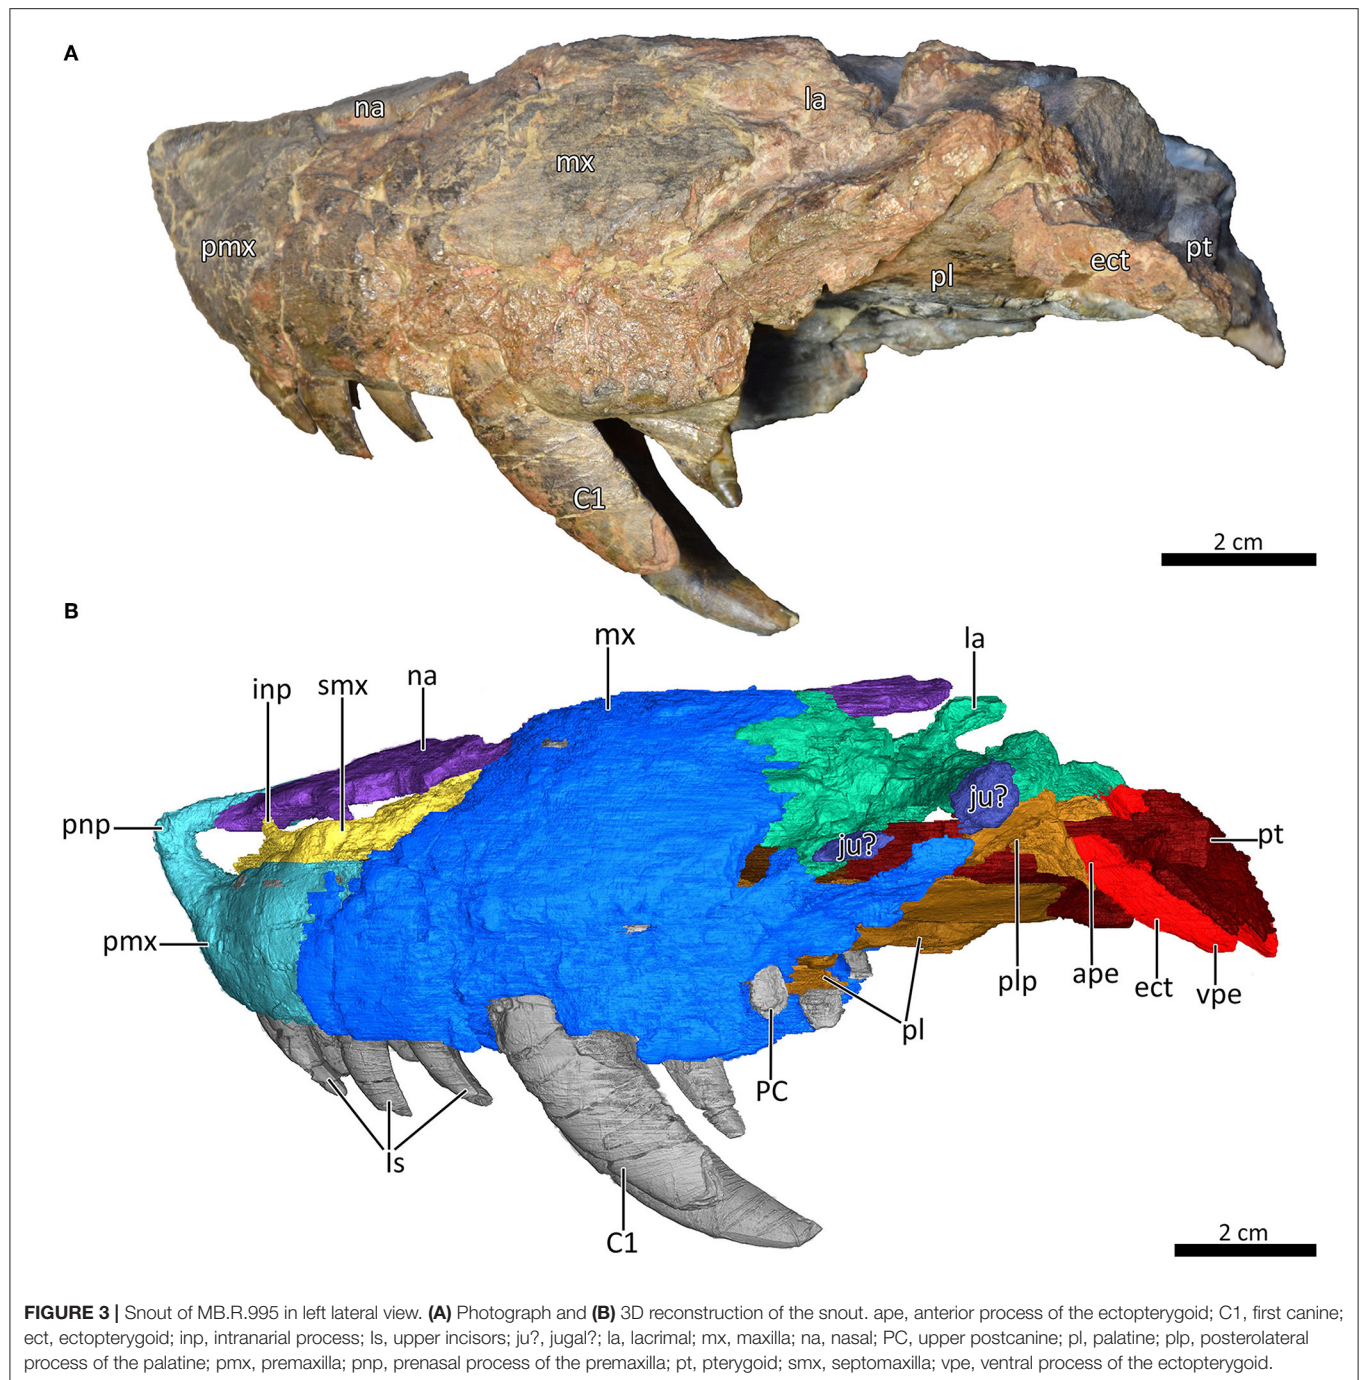 A
na
la
mx
pmx
pl
ect
pt
C1
2 cm
B
mx
la
na
smx
inp
ju?
pnp
ju?
pt
pmx
plp
ape
ect
vpe
pl
PC
Is
C1
2 cm
FIGURE 3 | Snout of MB.R.995 in left lateral view. (A) Photograph and (B) 3D reconstruction of the snout. ape, anterior process of the ectopterygoid; C1, first canine;
ect, ectopterygoid; inp, intranarial process; Is, upper incisors; ju?, jugal?; la, lacrimal; mx, maxilla; na, nasal; PC, upper postcanine; pl, palatine; plp, posterolateral
process of the palatine; pmx, premaxilla; pnp, prenasal process of the premaxilla; pt, pterygoid; smx, septomaxilla; vpe, ventral process of the ectopterygoid.